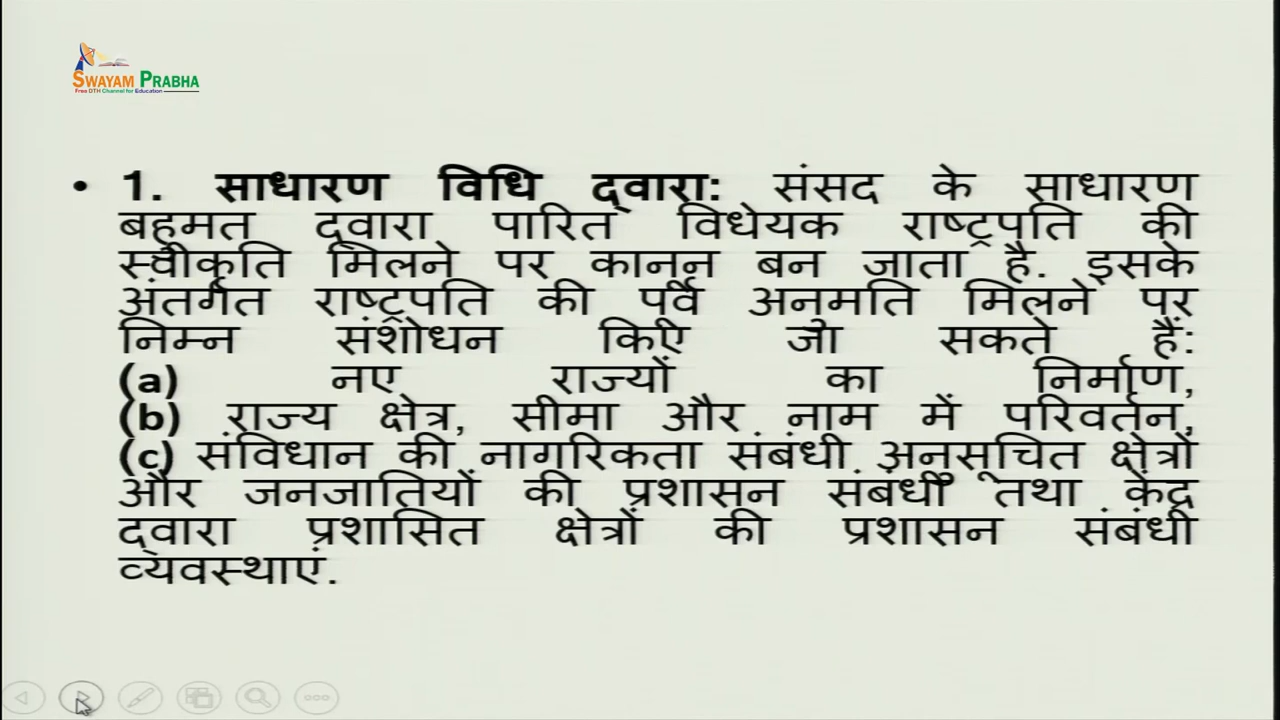 SWAYAM PRABHA
Free DTH Channel for Education
• 1. साधारण विधि द्वारा: संसद के साधारण
बहुमत द्वारा पारित विधेयक राष्ट्रपति की
स्वीकृति मिलने पर कानून बन जाता है. इसके
अंतर्गत राष्ट्रपति की पूर्व अनुमति मिलने पर
निम्न संशोधन किए जा सकते हैं:
(a) नए राज्यों का निर्माण,
(b) राज्य क्षेत्र, सीमा और नाम में परिवर्तन,
(c) संविधान की नागरिकता संबंधी, अनुसूचित क्षेत्रों
और जनजातियों की प्रशासन संबंधी तथा केंद्र
द्वारा प्रशासित क्षेत्रों की प्रशासन संबंधी
व्यवस्थाएं.